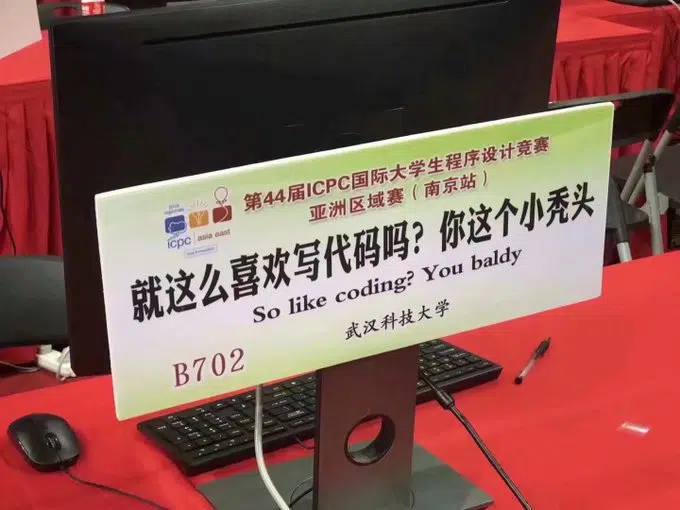 第44届ICPC国际大学生程序设计竞赛
亚洲区域赛（南京站）
icpc
asia east
就这么喜欢写代码吗？你这个小秃头
So like coding? You baldy
武汉科技大学
B702